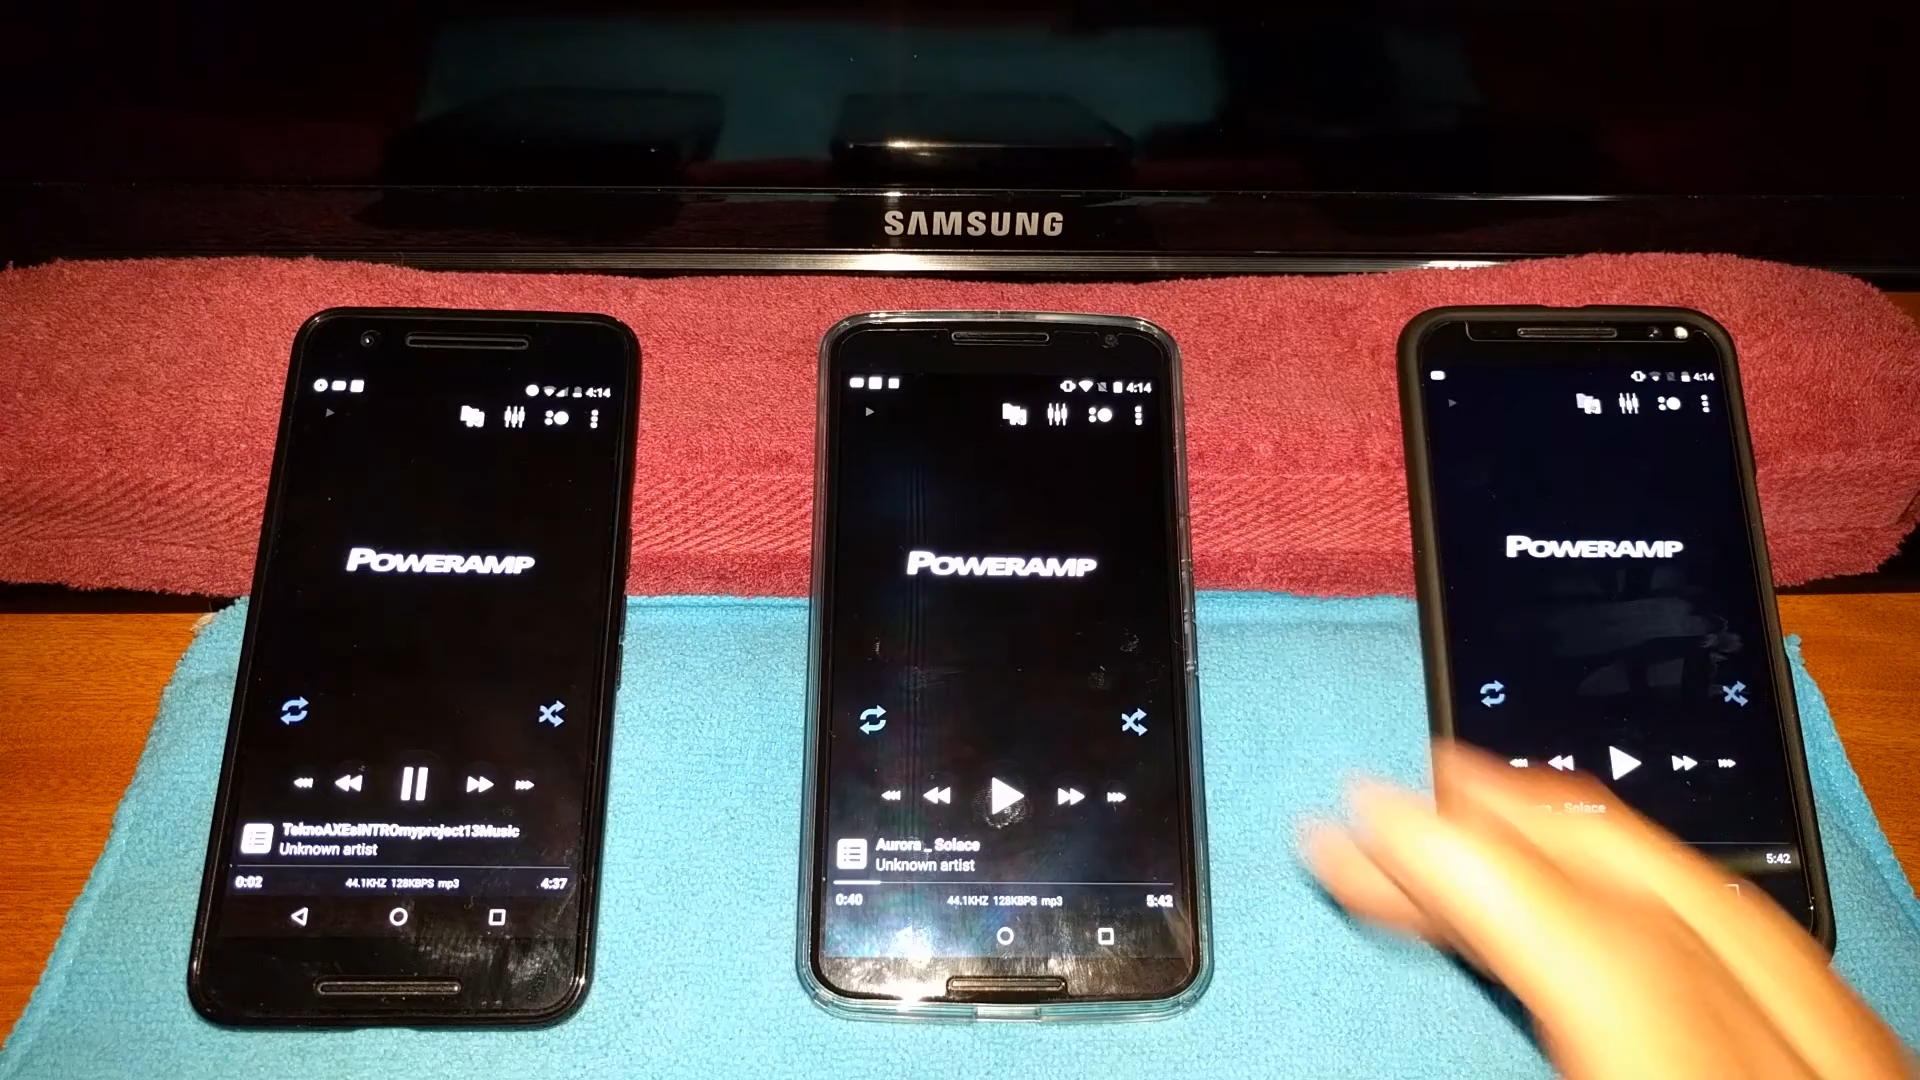 SAMSUNG
4:14
POWERAMP
TeknoAXEsINTROmyproject13Music
Unknown artist
0:02
44.1KHZ 128KBPS mp3
4:37
4:14
POWERAMP
Aurora _ Solace
Unknown artist
0:40
44.1KHZ 128KBPS mp3
5:42
4:14
POWERAMP
_ Solace
5:42